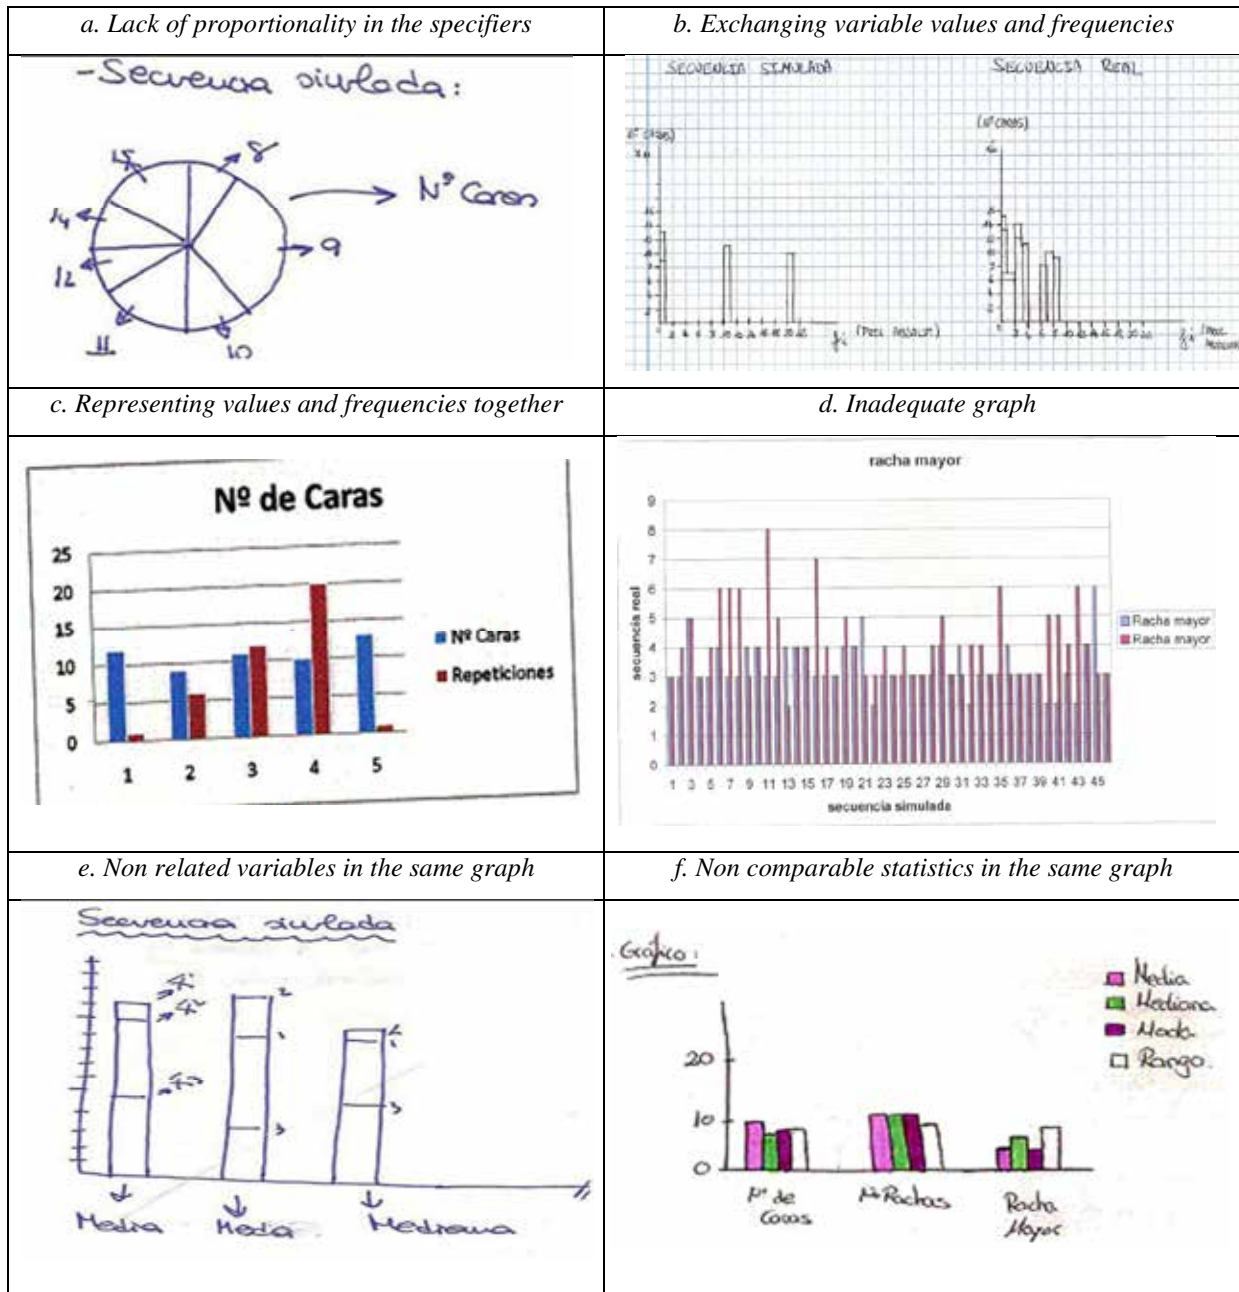 a. Lack of proportionality in the specifiers
b. Exchanging variable values and frequencies
-Secuencia simulada:
15
8
Nº Caras
14
9
12
11
10
SECUENCIA SIMULADA
SECUENCIA REAL
(Nº CARAS)
fi
fi
c. Representing values and frequencies together
d. Inadequate graph
Nº de Caras
25
20
15
10
5
0
1 2 3 4 5
Nº Caras
Repeticiones
racha mayor
9
8
7
6
5
4
3
2
1
0
secuencia real
1 3 5 7 9 11 13 15 17 19 21 23 25 27 29 31 33 35 37 39 41 43 45
secuencia simulada
Racha mayor
Racha mayor
e. Non related variables in the same graph
f. Non comparable statistics in the same graph
Secuencia simulada
2
1
3
1
3
Media Moda Mediana
Gráfico:
Media
Mediana
Moda
Rango.
20
10
0
Nº de Caras
Nº Rachas
Racha Mayor